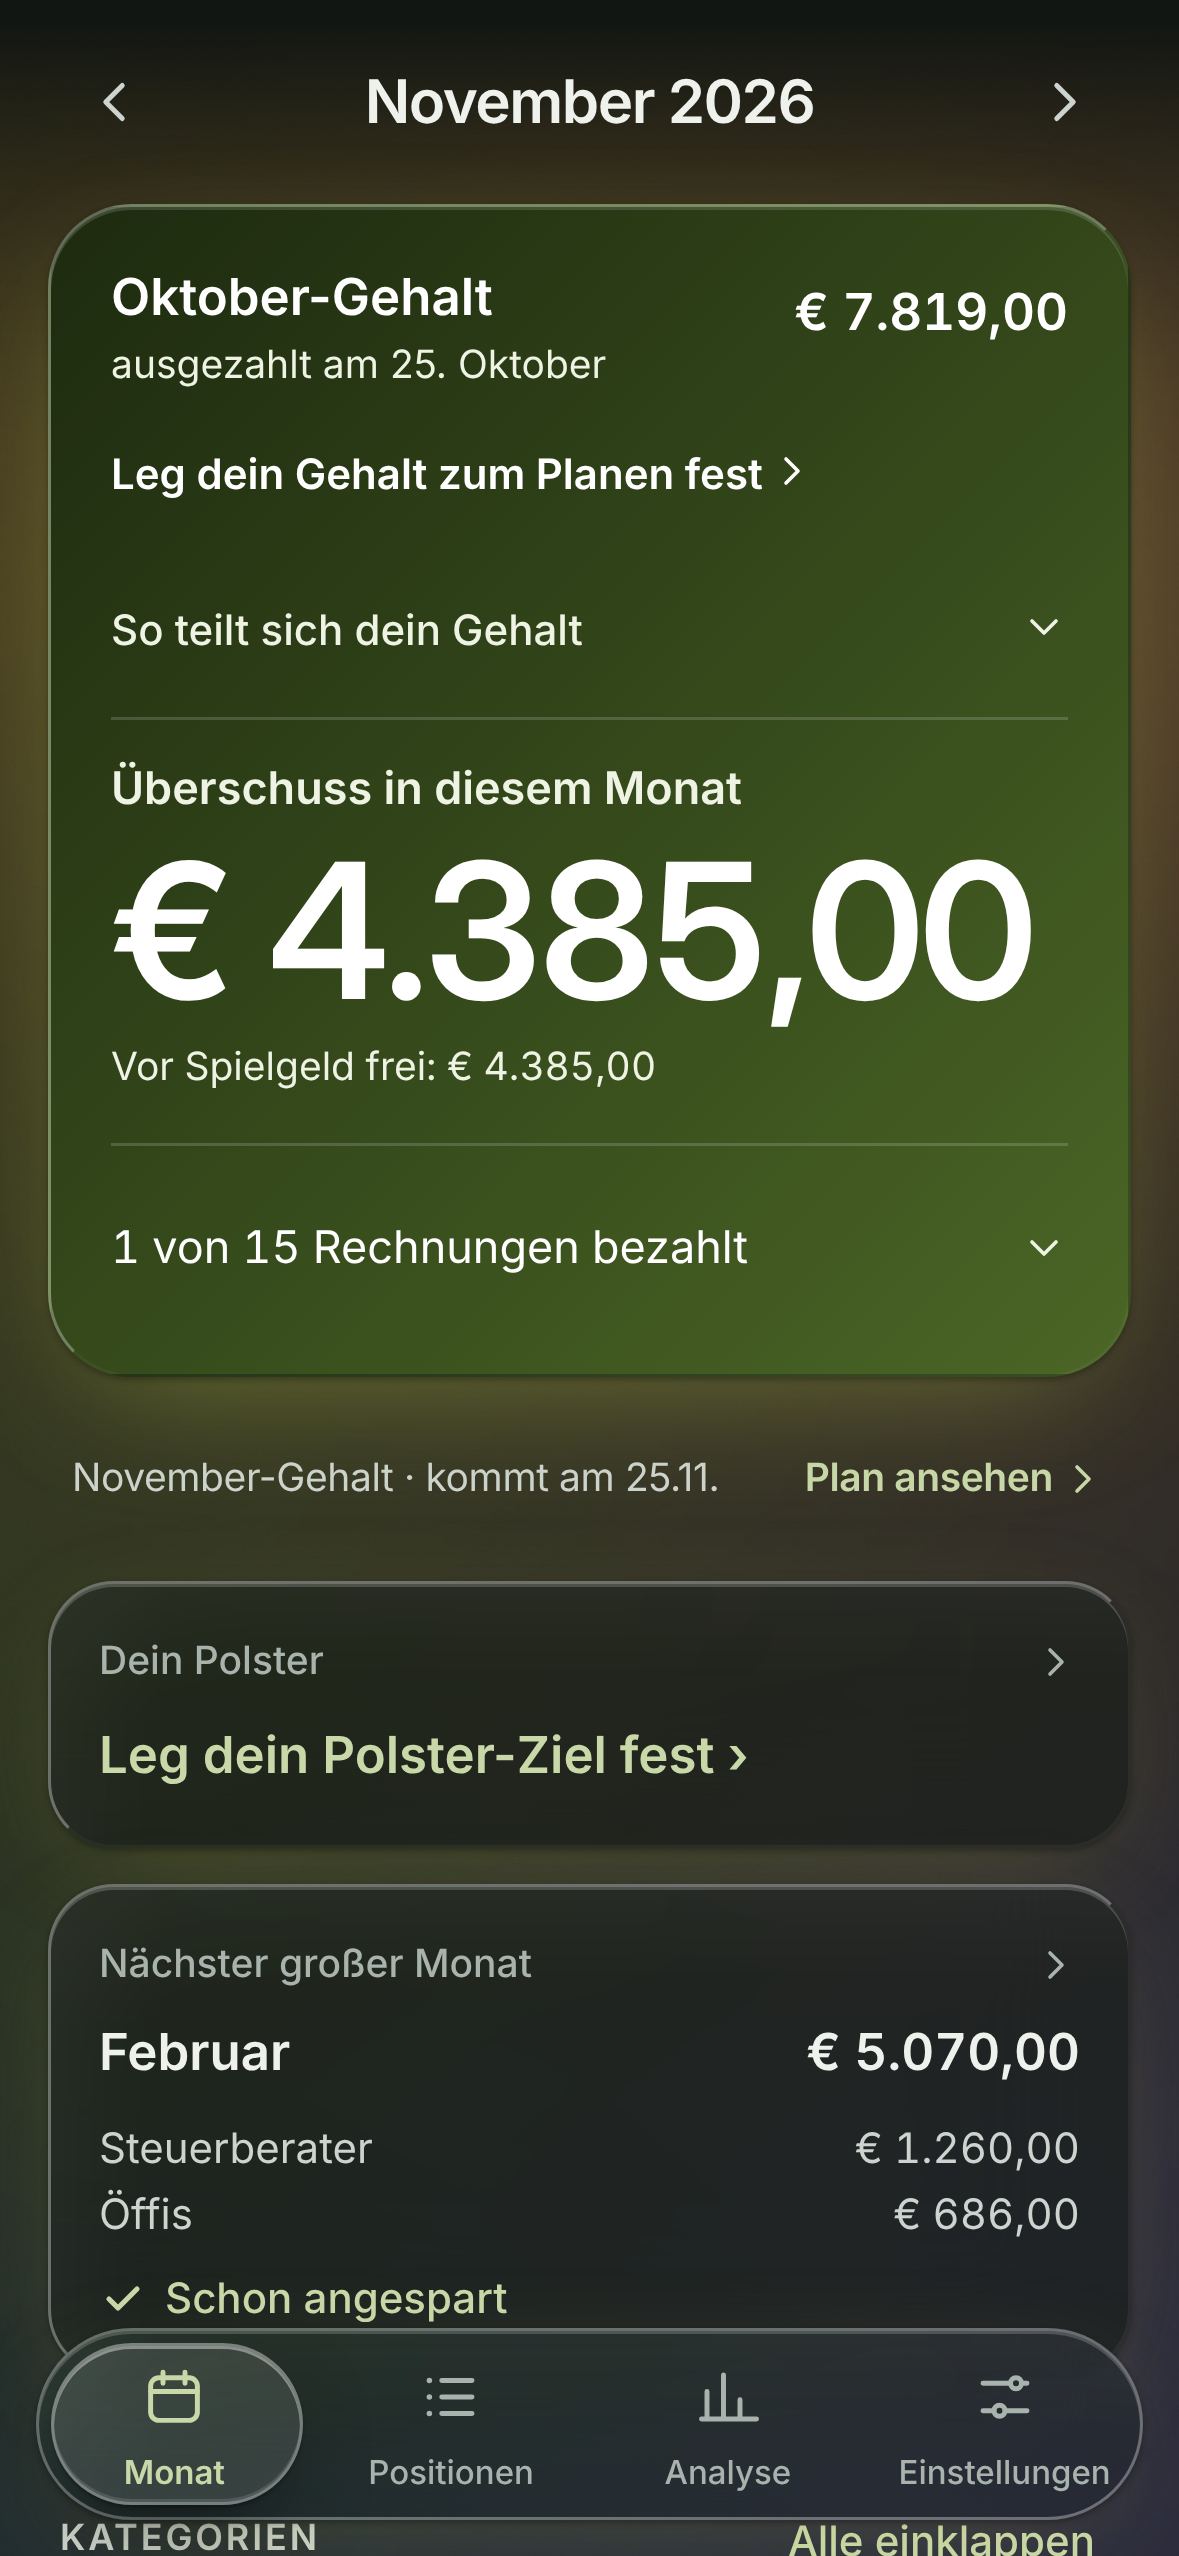 November 2026
Oktober-Gehalt
€ 7.819,00
ausgezahlt am 25. Oktober
Leg dein Gehalt zum Planen fest
So teilt sich dein Gehalt
Überschuss in diesem Monat
€ 4.385,00
Vor Spielgeld frei: € 4.385,00
1 von 15 Rechnungen bezahlt
November-Gehalt · kommt am 25.11.
Plan ansehen
Dein Polster
Leg dein Polster-Ziel fest ›
Nächster großer Monat
Februar € 5.070,00
Steuerberater € 1.260,00
Öffis € 686,00
Schon angespart
Monat Positionen Analyse Einstellungen
KATEGORIEN Alle einklappen